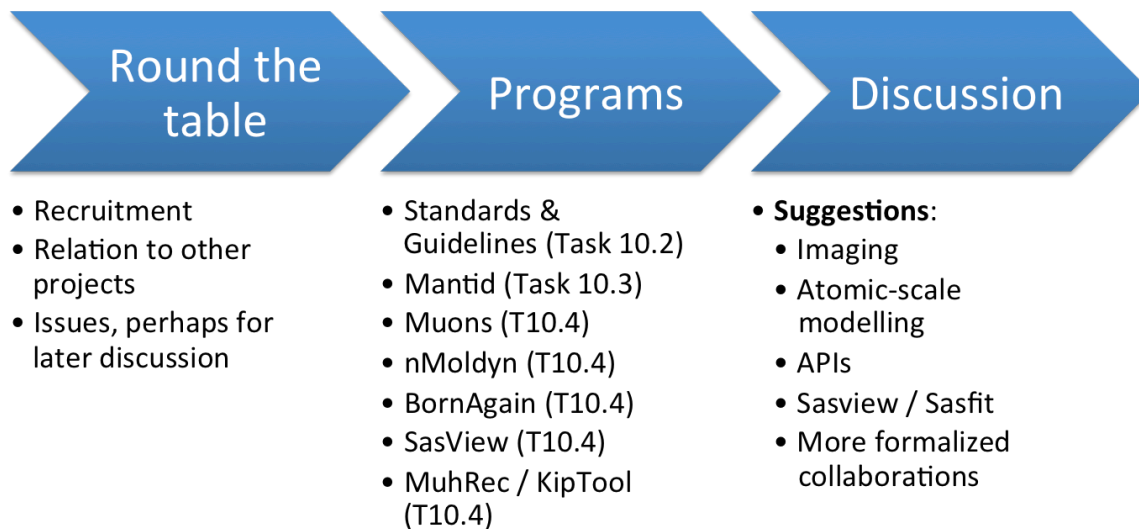 Round the
table
• Recruitment
• Relation to other
projects
• Issues, perhaps for
later discussion
Programs
• Standards &
Guidelines (Task 10.2)
• Mantid (Task 10.3)
• Muons (T10.4)
• nMoldyn (T10.4)
• BornAgain (T10.4)
• SasView (T10.4)
• MuhRec / KipTool
(T10.4)
Discussion
• Suggestions:
• Imaging
• Atomic-scale
modelling
• APIs
• Sasview / Sasfit
• More formalized
collaborations